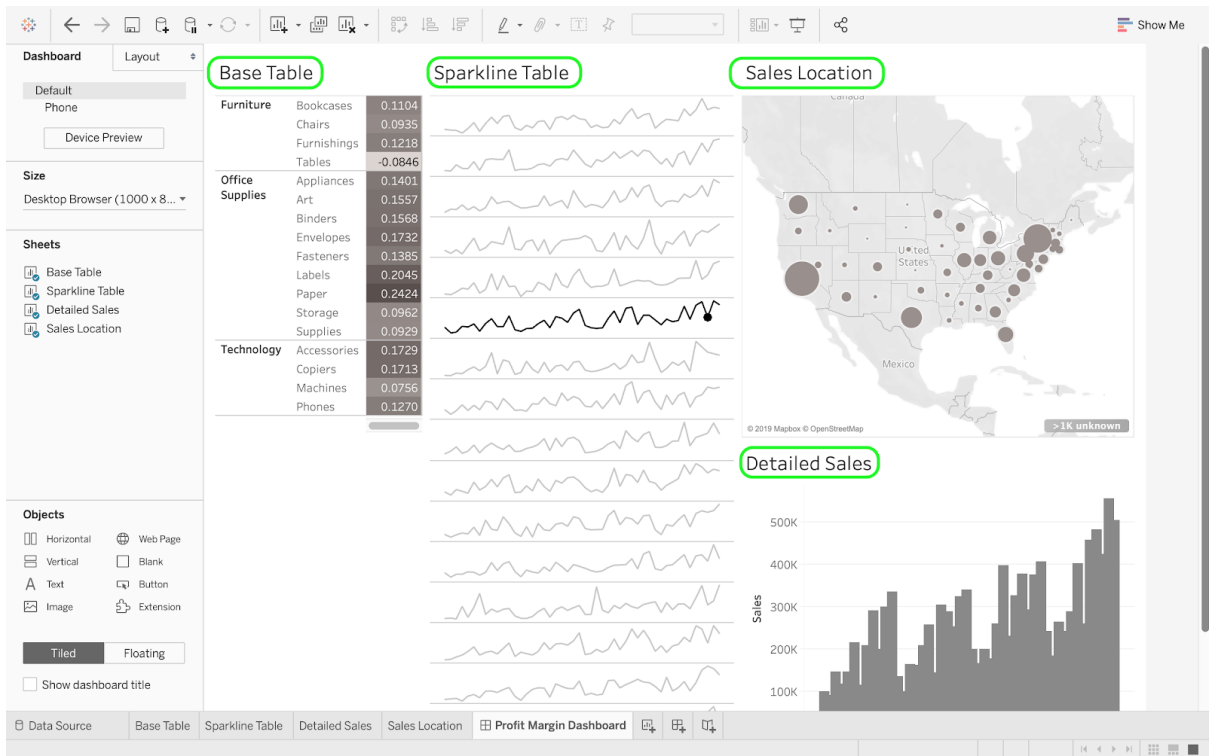 Show Me
Dashboard
Layout
Default
Phone
Device Preview
Size
Desktop Browser (1000 x 8...
Sheets
Base Table
Sparkline Table
Detailed Sales
Sales Location
Objects
Horizontal
Web Page
Vertical
Blank
A Text
Button
Image
Extension
Tiled
Floating
Show dashboard title
Base Table
Furniture Bookcases 0.1104
Chairs 0.0935
Furnishings 0.1218
Tables -0.0846
Office Supplies Appliances 0.1401
Art 0.1557
Binders 0.1568
Envelopes 0.1732
Fasteners 0.1385
Labels 0.2045
Paper 0.2424
Storage 0.0962
Supplies 0.0929
Technology Accessories 0.1729
Copiers 0.1713
Machines 0.0756
Phones 0.1270
Sparkline Table
Sales Location
Canada
United
States
Mexico
© 2019 Mapbox © OpenStreetMap
>1K unknown
Detailed Sales
Sales
500K
400K
300K
200K
100K
Data Source
Base Table
Sparkline Table
Detailed Sales
Sales Location
Profit Margin Dashboard